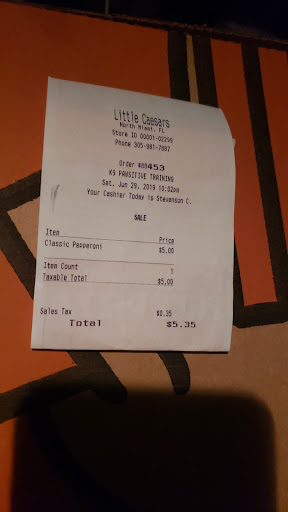 Little Caesars
North Miami, FL
Store ID 00001-02299
Phone 305-981-7887
Order #88453
K9 PAWSITIVE TRAINING
Sat, Jun 29, 2019 10:02PM
Your Cashier Today is Stevenson C.
SALE
Item Price
Classic Pepperoni $5.00
Item Count 1
Taxable Total $5.00
Sales Tax $0.35
Total $5.35